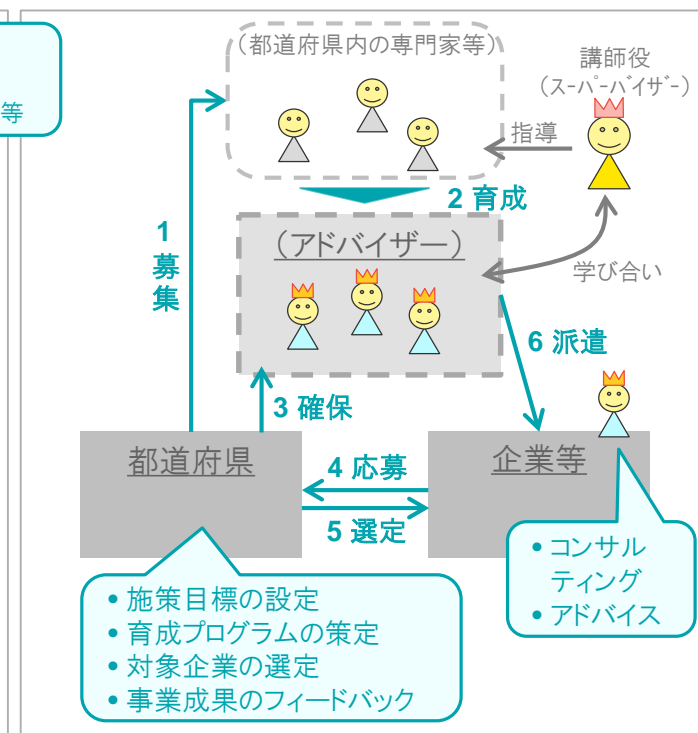 等
(都道府県内の専門家等)
講師役
(スーパーバイザー)
指導
2 育成
1
募
集
(アドバイザー)
学び合い
6 派遣
3 確保
都道府県
4 応募
5 選定
企業等
• コンサル
ティング
• アドバイス
• 施策目標の設定
• 育成プログラムの策定
• 対象企業の選定
• 事業成果のフィードバック